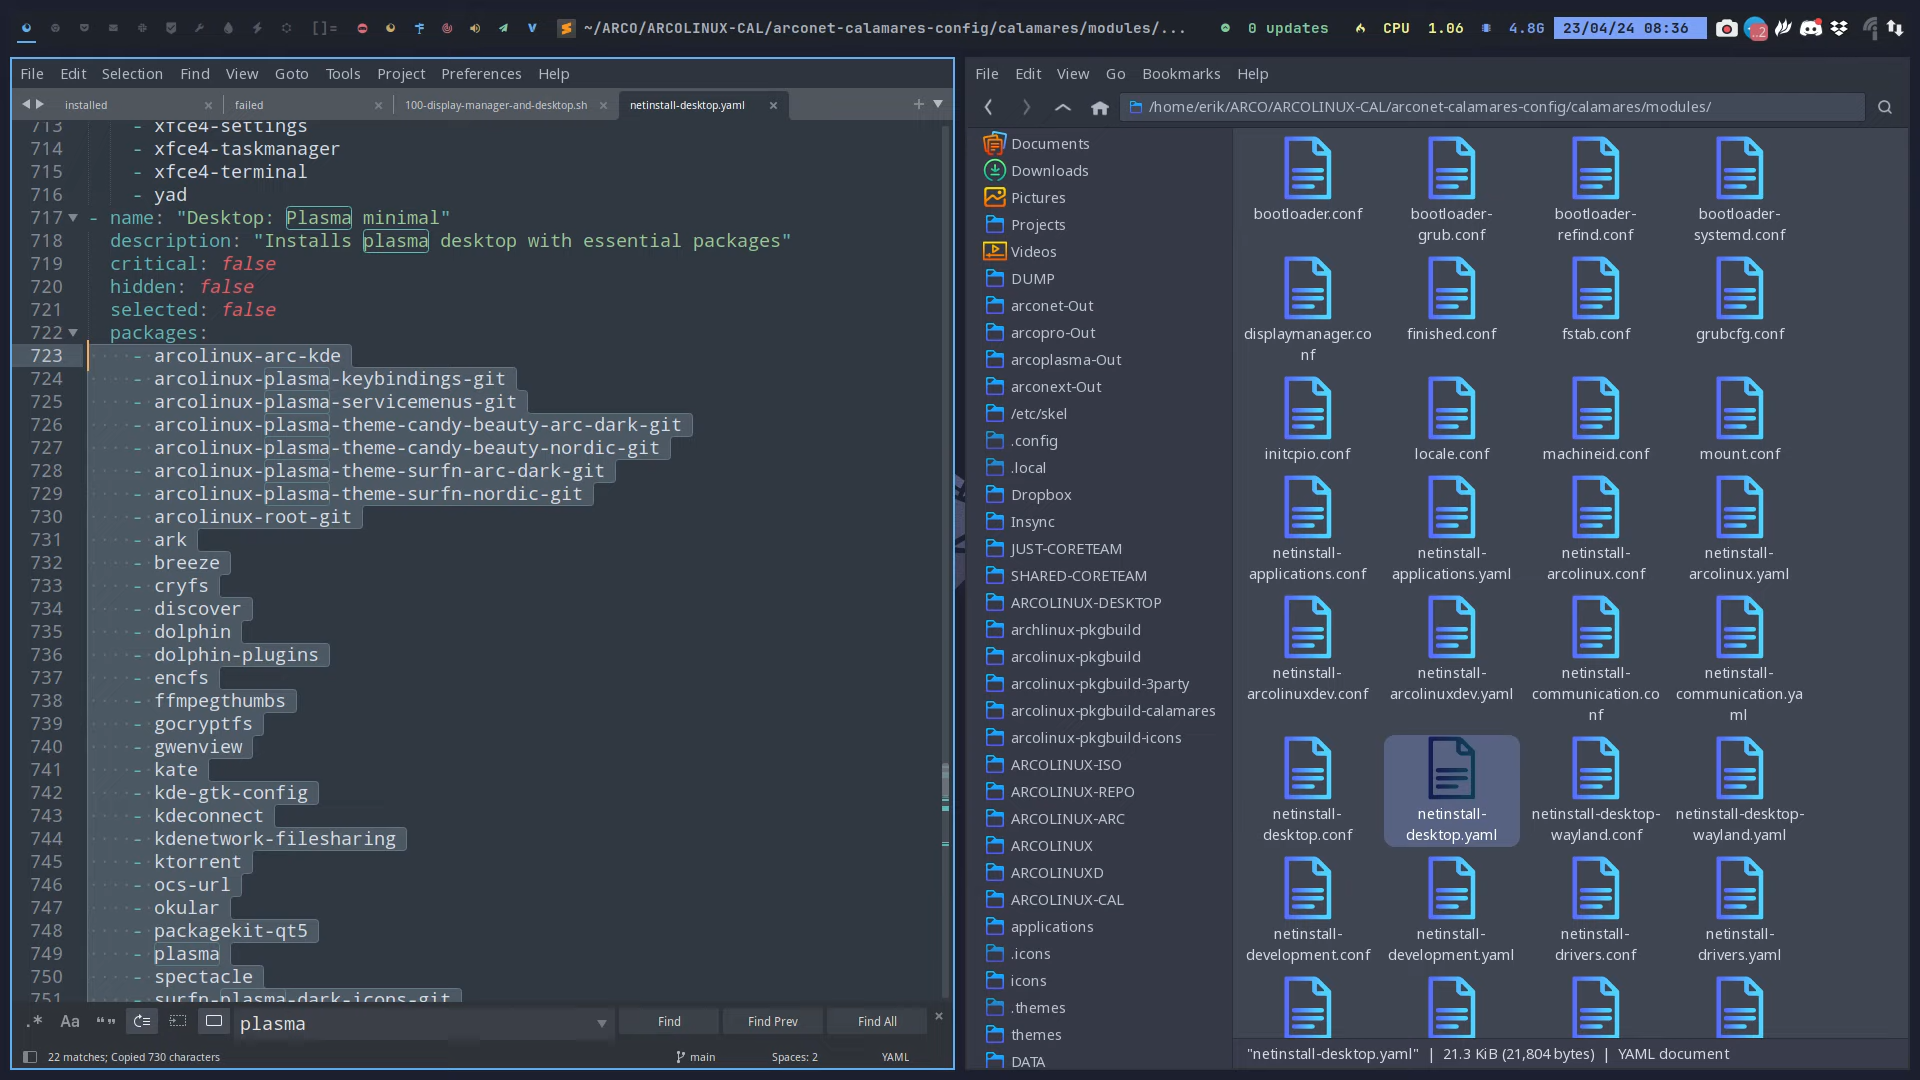 []=
~/ARCO/ARCOLINUX-CAL/arconet-calamares-config/calamares/modules/...
0 updates
CPU 1.06
4.8G
23/04/24 08:36
..2
File Edit Selection Find View Goto Tools Project Preferences Help
installed × failed × 100-display-manager-and-desktop.sh × netinstall-desktop.yaml ×
713 - xfce4-settings
714 - xfce4-taskmanager
715 - xfce4-terminal
716 - yad
717 - name: "Desktop: Plasma minimal"
718 description: "Installs plasma desktop with essential packages"
719 critical: false
720 hidden: false
721 selected: false
722 packages:
723 - arcolinux-arc-kde
724 - arcolinux-plasma-keybindings-git
725 - arcolinux-plasma-servicemenus-git
726 - arcolinux-plasma-theme-candy-beauty-arc-dark-git
727 - arcolinux-plasma-theme-candy-beauty-nordic-git
728 - arcolinux-plasma-theme-surfn-arc-dark-git
729 - arcolinux-plasma-theme-surfn-nordic-git
730 - arcolinux-root-git
731 - ark
732 - breeze
733 - cryfs
734 - discover
735 - dolphin
736 - dolphin-plugins
737 - encfs
738 - ffmpegthumbs
739 - gocryptfs
740 - gwenview
741 - kate
742 - kde-gtk-config
743 - kdeconnect
744 - kdenetwork-filesharing
745 - ktorrent
746 - ocs-url
747 - okular
748 - packagekit-qt5
749 - plasma
750 - spectacle
751 - surfn-plasma-dark-icons-git
.* Aa “” plasma Find Find Prev Find All ×
22 matches; Copied 730 characters
main Spaces: 2 YAML
File Edit View Go Bookmarks Help
/home/erik/ARCO/ARCOLINUX-CAL/arconet-calamares-config/calamares/modules/
Documents
Downloads
Pictures
Projects
Videos
DUMP
arconet-Out
arcopro-Out
arcoplasma-Out
arconext-Out
/etc/skel
.config
.local
Dropbox
Insync
JUST-CORETEAM
SHARED-CORETEAM
ARCOLINUX-DESKTOP
archlinux-pkgbuild
arcolinux-pkgbuild
arcolinux-pkgbuild-3party
arcolinux-pkgbuild-calamares
arcolinux-pkgbuild-icons
ARCOLINUX-ISO
ARCOLINUX-REPO
ARCOLINUX-ARC
ARCOLINUX
ARCOLINUXD
ARCOLINUX-CAL
applications
.icons
icons
.themes
themes
DATA
bootloader.conf
bootloader-
grub.conf
bootloader-
refind.conf
bootloader-
systemd.conf
displaymanager.co
nf
finished.conf
fstab.conf
grubcfg.conf
initcpio.conf
locale.conf
machineid.conf
mount.conf
netinstall-
applications.conf
netinstall-
applications.yaml
netinstall-
arcolinux.conf
netinstall-
arcolinux.yaml
netinstall-
arcolinuxdev.conf
netinstall-
arcolinuxdev.yaml
netinstall-
communication.co
nf
netinstall-
communication.ya
ml
netinstall-
desktop.conf
netinstall-
desktop.yaml
netinstall-desktop-
wayland.conf
netinstall-desktop-
wayland.yaml
netinstall-
development.conf
netinstall-
development.yaml
netinstall-
drivers.conf
netinstall-
drivers.yaml
"netinstall-desktop.yaml" | 21.3 KiB (21,804 bytes) | YAML document